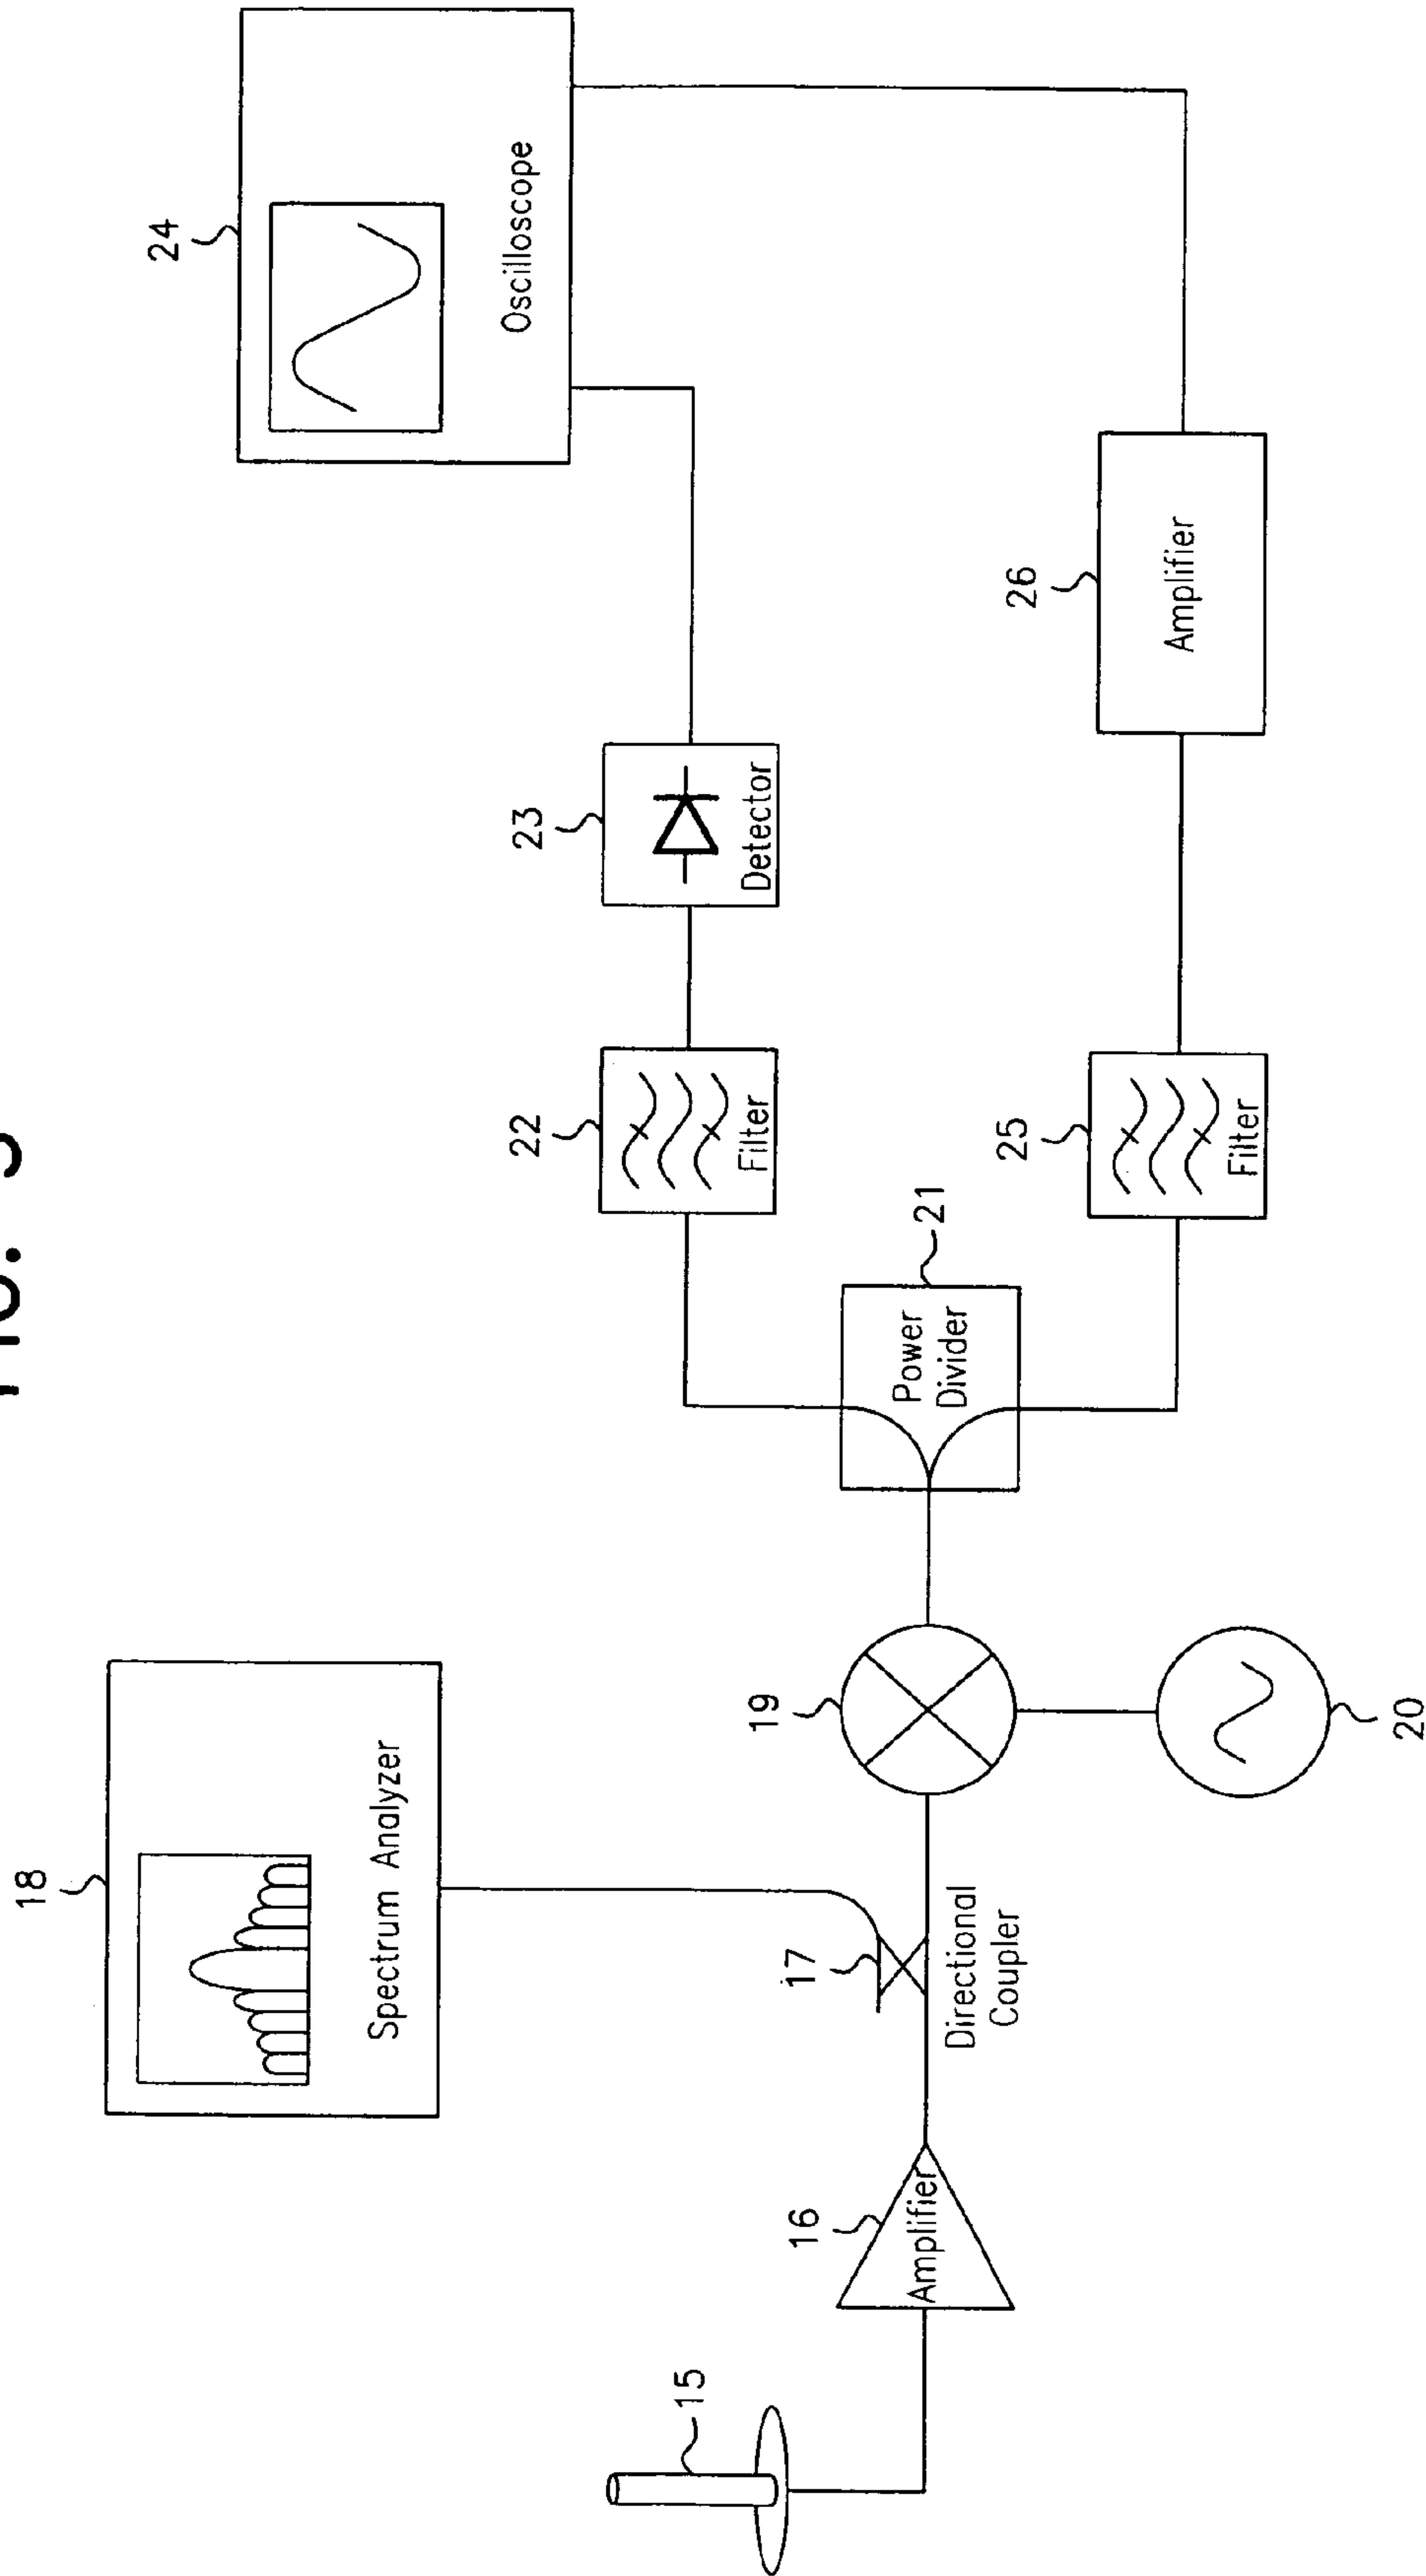 18
Spectrum Analyzer
24
Oscilloscope
15
16
Amplifier
17
Directional
Coupler
19
20
21
Power
Divider
22
Filter
23
Detector
25
Filter
26
Amplifier